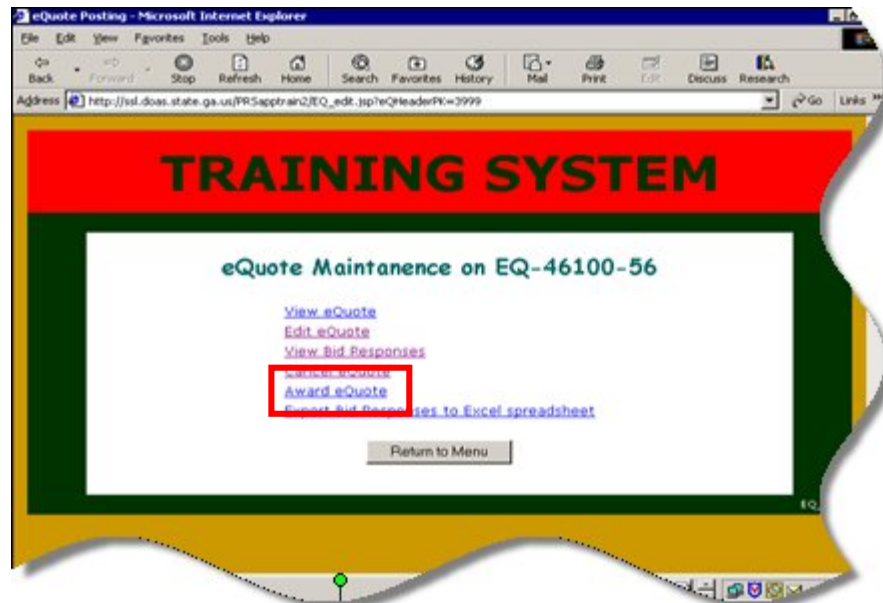 eQuote Posting - Microsoft Internet Explorer
File Edit View Favorites Tools Help
Back Forward Stop Refresh Home Search Favorites History Mail Print Edit Discuss Research
Address http://ssl.doas.state.ga.us/PRSapptrain2/EQ_edit.jsp?eQHeaderPK=3999 Go Links »
TRAINING SYSTEM
eQuote Maintanence on EQ-46100-56
View eQuote
Edit eQuote
View Bid Responses
Cancel eQuote
Award eQuote
Export Bid Responses to Excel spreadsheet
Return to Menu
EQ_